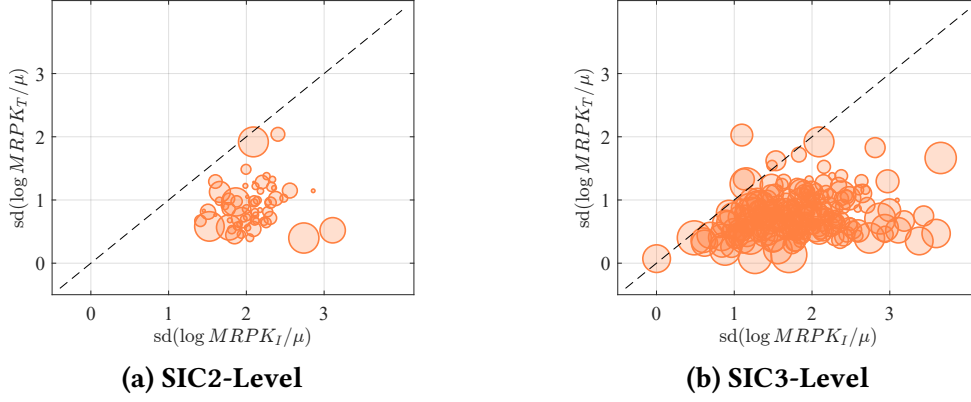 sd(log MRPK_T/μ)
3
2
1
0
0 1 2 3
sd(log MRPK_I/μ)
(a) SIC2-Level
sd(log MRPK_T/μ)
3
2
1
0
0 1 2 3
sd(log MRPK_I/μ)
(b) SIC3-Level